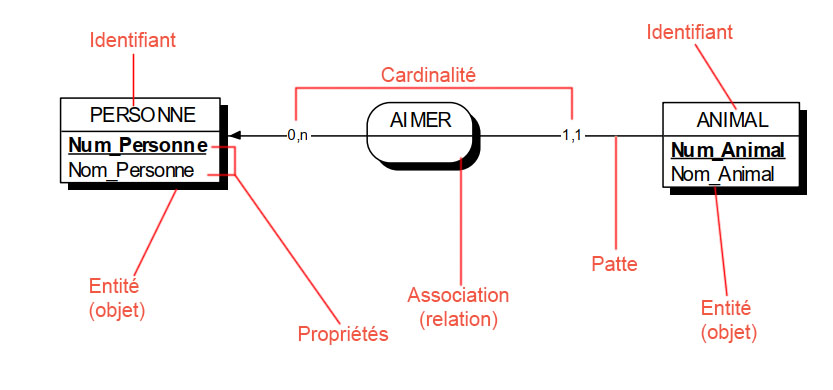 Identifiant
Identifiant
Cardinalité
PERSONNE
AIMER
ANIMAL
0,n
1,1
Num_Personne
Nom_Personne
Num_Animal
Nom_Animal
Patte
Entité
(objet)
Association
(relation)
Entité
(objet)
Propriétés